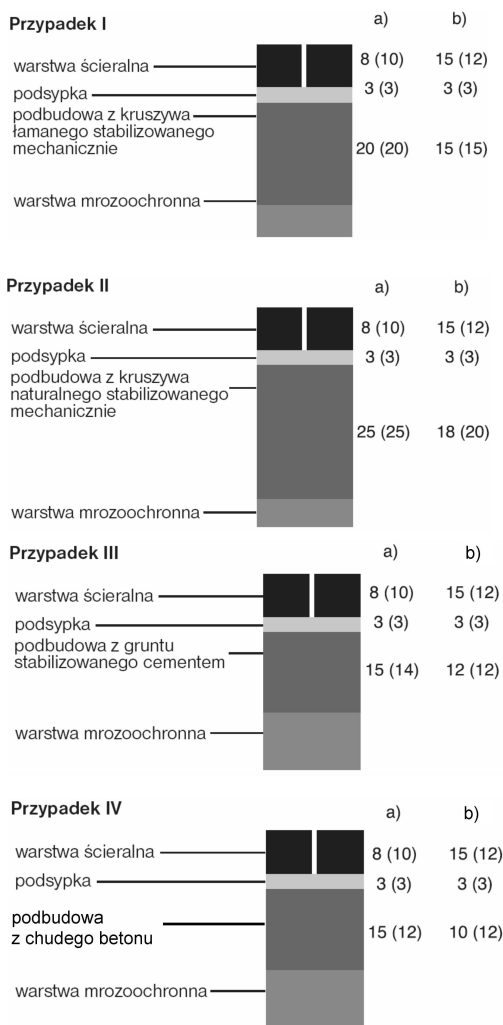 Przypadek I
a) b)
warstwa ścieralna 8 (10) 15 (12)
podsypka 3 (3) 3 (3)
podbudowa z kruszywa
łamanego stabilizowanego
mechanicznie 20 (20) 15 (15)
warstwa mrozoochronna
Przypadek II
a) b)
warstwa ścieralna 8 (10) 15 (12)
podsypka 3 (3) 3 (3)
podbudowa z kruszywa
naturalnego stabilizowanego
mechanicznie
25 (25) 18 (20)
warstwa mrozoochronna
Przypadek III a) b)
warstwa ścieralna 8 (10) 15 (12)
podsypka 3 (3) 3 (3)
podbudowa z gruntu
stabilizowanego cementem
15 (14) 12 (12)
warstwa mrozoochronna
Przypadek IV a) b)
warstwa ścieralna 8 (10) 15 (12)
podsypka 3 (3) 3 (3)
podbudowa
z chudego betonu 15 (12) 10 (12)
warstwa mrozoochronna